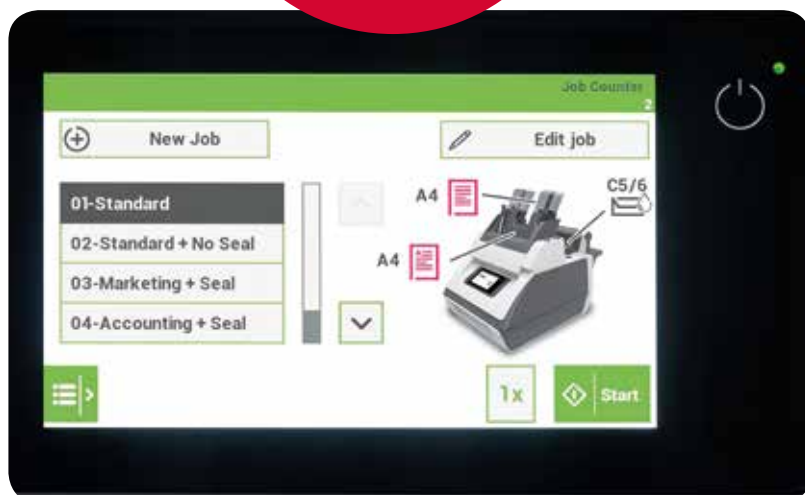 Job Counter
2
New Job
Edit job
01-Standard
02-Standard + No Seal
03-Marketing + Seal
04-Accounting + Seal
A4
C5/6
A4
1x
Start